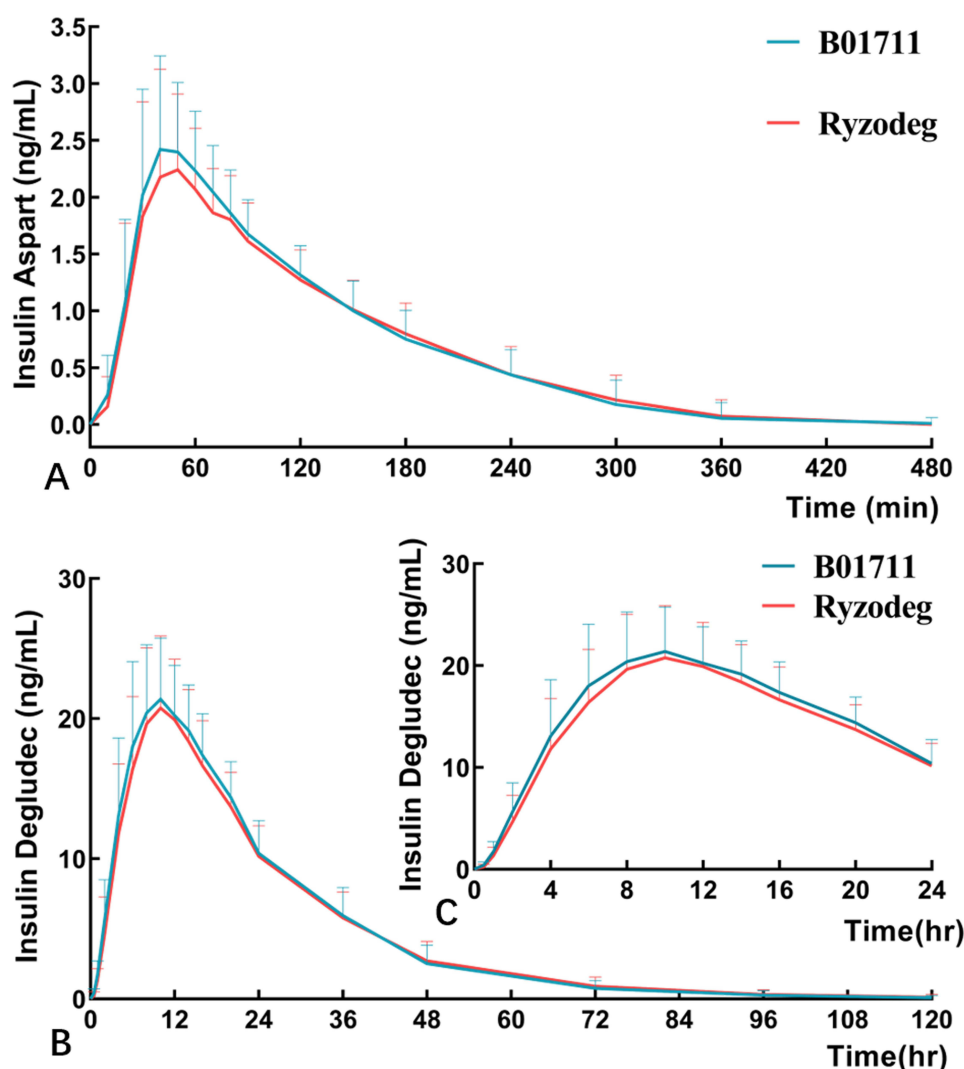 B01711
Ryzodeg
Insulin Aspart (ng/mL)
3.5
3.0
2.5
2.0
1.5
1.0
0.5
0.0
0 60 120 180 240 300 360 420 480
A
Time (min)
Insulin Degludec (ng/mL)
30
20
10
0
0 12 24 36 48 60 72 84 96 108 120
B
Time(hr)
B01711
Ryzodeg
Insulin Degludec (ng/mL)
30
20
10
0
0 4 8 12 16 20 24
C
Time(hr)